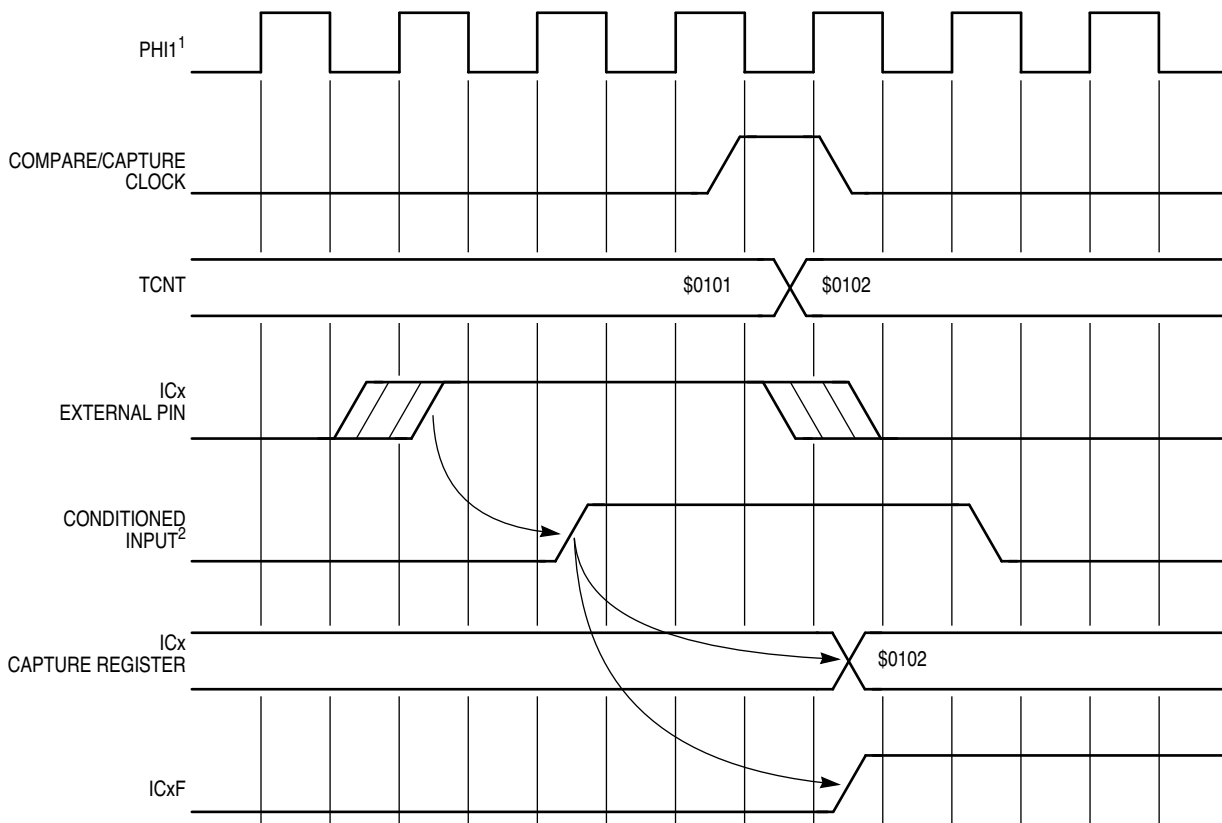 PHI1¹
COMPARE/CAPTURE
CLOCK
TCNT
$0101
$0102
ICx
EXTERNAL PIN
CONDITIONED
INPUT²
ICx
CAPTURE REGISTER
$0102
ICxF